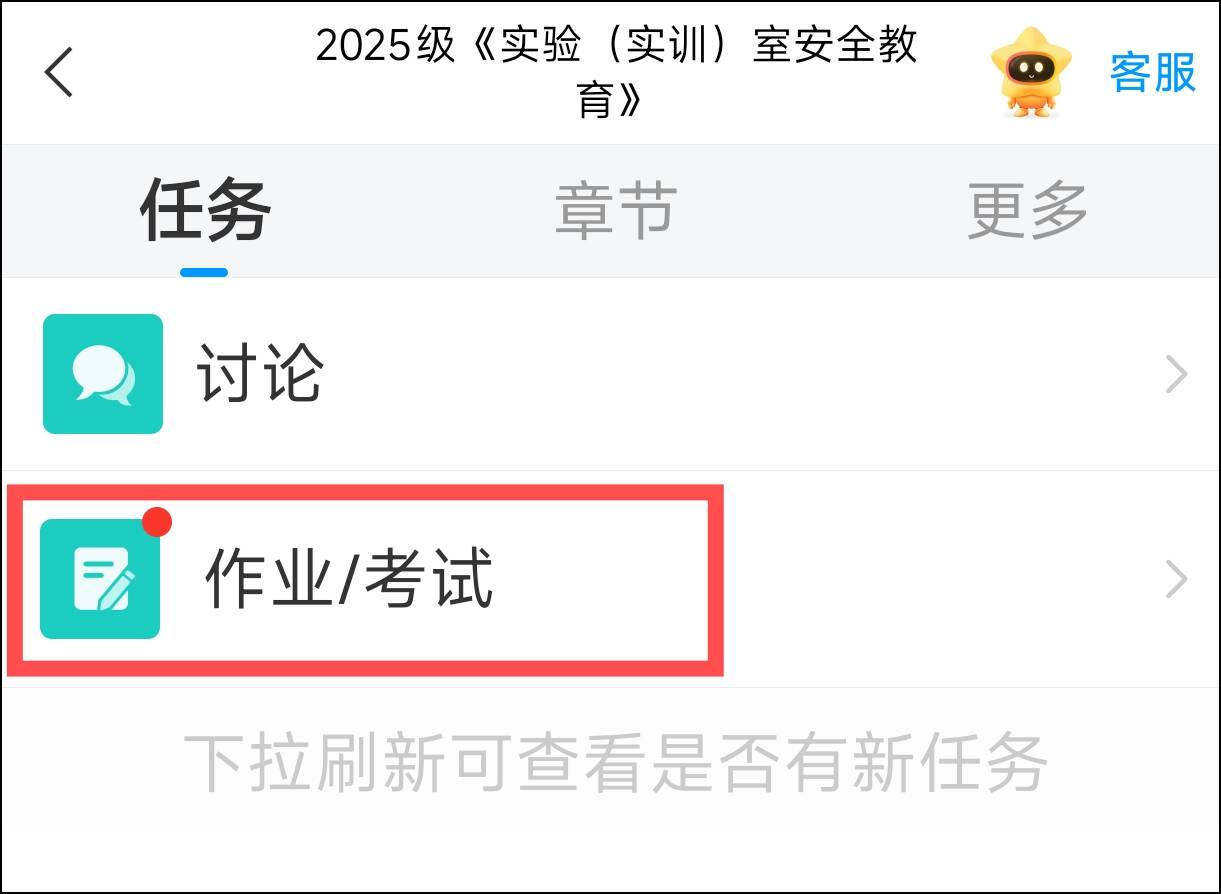 2025级《实验（实训）室安全教
育》
客服
任务
章节
更多
讨论
作业/考试
下拉刷新可查看是否有新任务